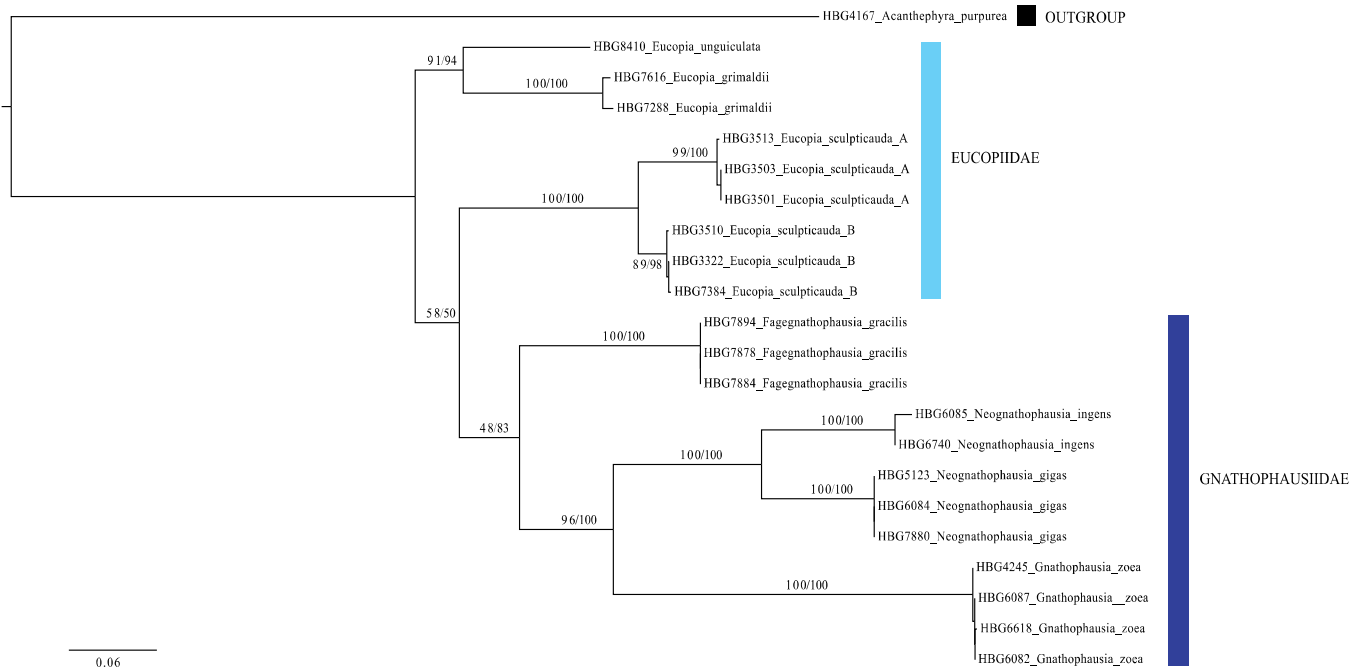 HBG4167_Acanthephyra_purpurea
OUTGROUP
HBG8410_Eucopia_unguiculata
91/94
HBG7616_Eucopia_grimaldii
100/100
HBG7288_Eucopia_grimaldii
HBG3513_Eucopia_sculpticauda_A
99/100
EUCOPIIDAE
HBG3503_Eucopia_sculpticauda_A
100/100
HBG3501_Eucopia_sculpticauda_A
HBG3510_Eucopia_sculpticauda_B
HBG3322_Eucopia_sculpticauda_B
89/98
HBG7384_Eucopia_sculpticauda_B
58/50
HBG7894_Fagegnathophausia_gracilis
100/100
HBG7878_Fagegnathophausia_gracilis
HBG7884_Fagegnathophausia_gracilis
HBG6085_Neognathophausia_ingens
100/100
48/83
HBG6740_Neognathophausia_ingens
100/100
HBG5123_Neognathophausia_gigas
GNATHOPHAUSIIDAE
100/100
HBG6084_Neognathophausia_gigas
96/100
HBG7880_Neognathophausia_gigas
HBG4245_Gnathophausia_zoea
100/100
HBG6087_Gnathophausia__zoea
HBG6618_Gnathophausia_zoea
HBG6082_Gnathophausia_zoea
0.06